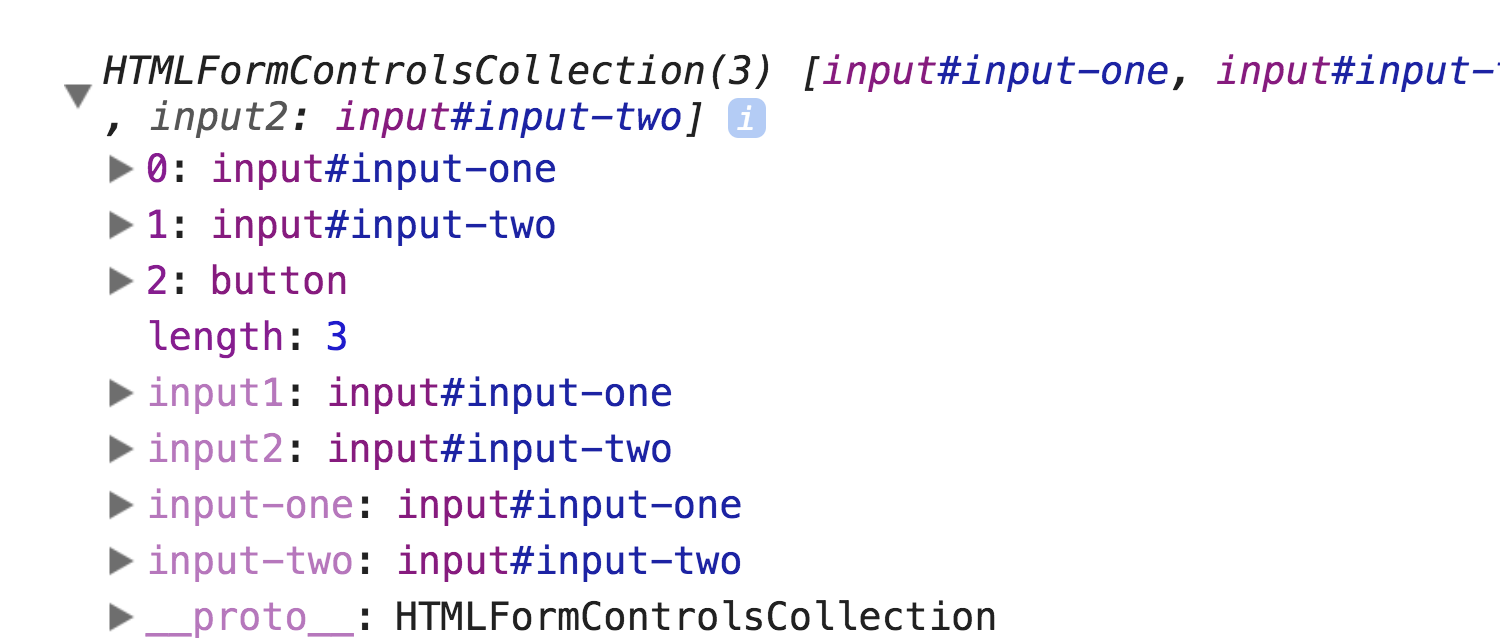 HTMLFormControlsCollection(3) [input#input-one, input#input-
, input2: input#input-two] i
0: input#input-one
1: input#input-two
2: button
length: 3
input1: input#input-one
input2: input#input-two
input-one: input#input-one
input-two: input#input-two
__proto__: HTMLFormControlsCollection